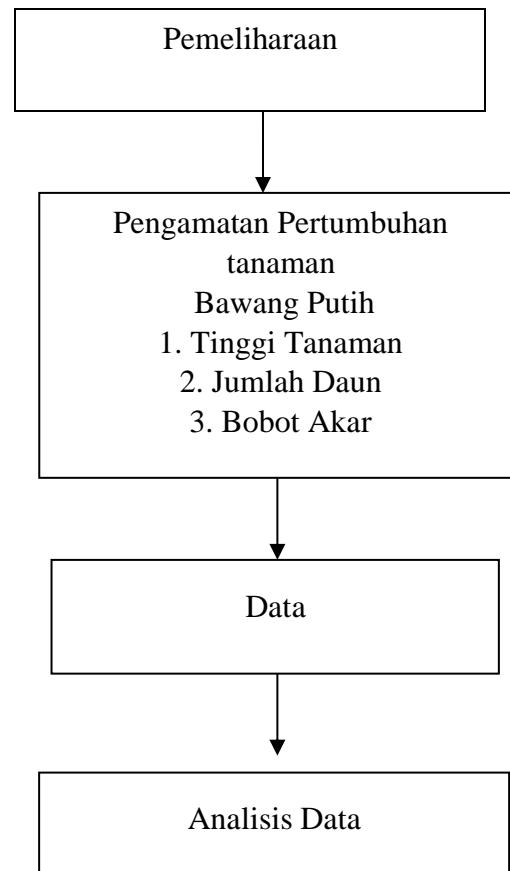 Pemeliharaan
Pengamatan Pertumbuhan
tanaman
Bawang Putih
1. Tinggi Tanaman
2. Jumlah Daun
3. Bobot Akar
Data
Analisis Data